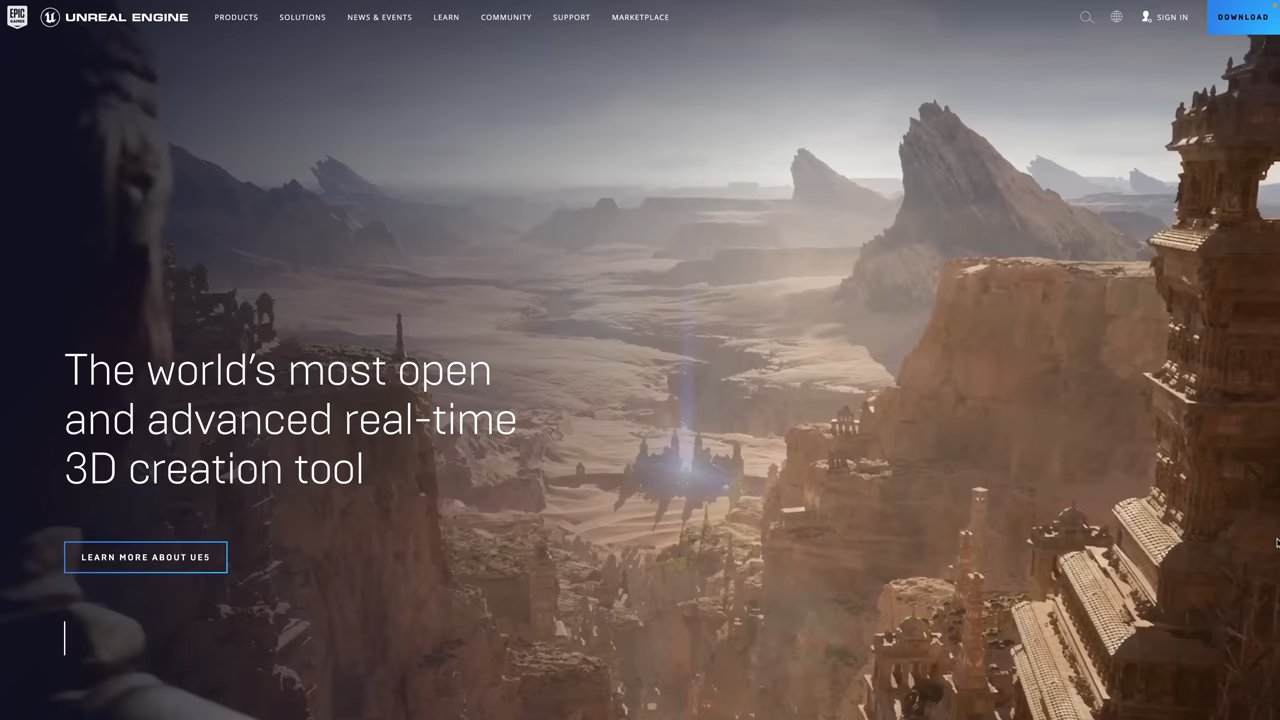 EPIC GAMES
UNREAL ENGINE
PRODUCTS
SOLUTIONS
NEWS & EVENTS
LEARN
COMMUNITY
SUPPORT
MARKETPLACE
SIGN IN
DOWNLOAD
The world's most open
and advanced real-time
3D creation tool
LEARN MORE ABOUT UE5